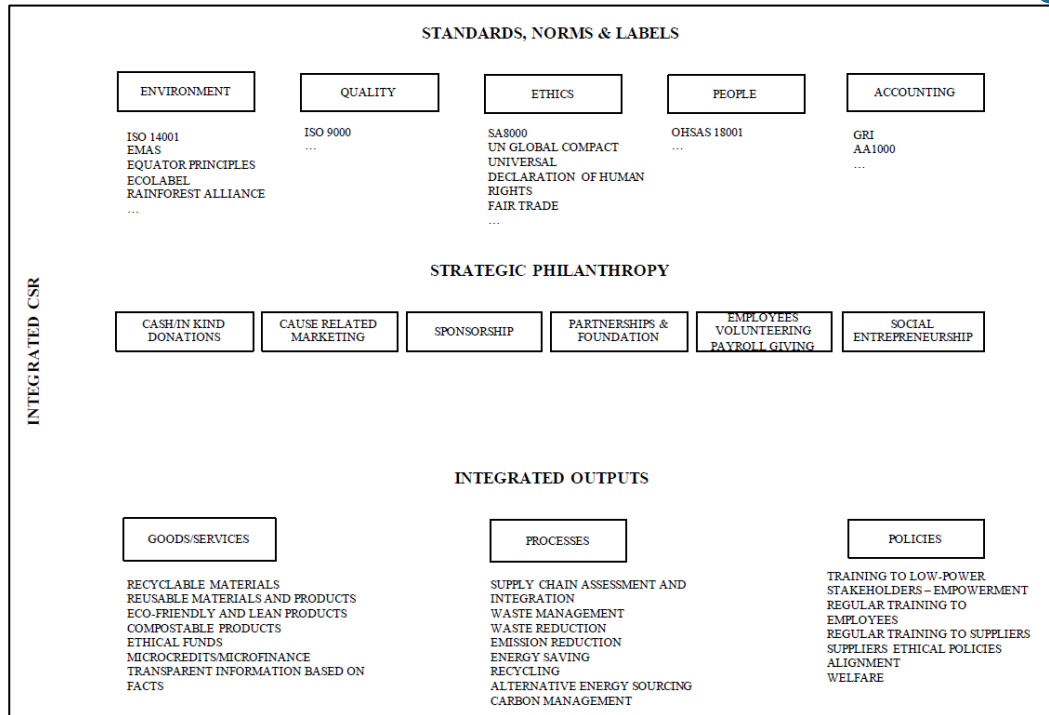 STANDARDS, NORMS & LABELS
ENVIRONMENT
QUALITY
ETHICS
PEOPLE
ACCOUNTING
ISO 14001
EMAS
EQUATOR PRINCIPLES
ECOLABEL
RAINFOREST ALLIANCE
…
ISO 9000
…
SA8000
UN GLOBAL COMPACT
UNIVERSAL
DECLARATION OF HUMAN
RIGHTS
FAIR TRADE
…
OHSAS 18001
…
GRI
AA1000
…
INTEGRATED CSR
STRATEGIC PHILANTHROPY
CASH/IN KIND
DONATIONS
CAUSE RELATED
MARKETING
SPONSORSHIP
PARTNERSHIPS &
FOUNDATION
EMPLOYEES
VOLUNTEERING
PAYROLL GIVING
SOCIAL
ENTREPRENEURSHIP
INTEGRATED OUTPUTS
GOODS/SERVICES
PROCESSES
POLICIES
RECYCLABLE MATERIALS
REUSABLE MATERIALS AND PRODUCTS
ECO-FRIENDLY AND LEAN PRODUCTS
COMPOSTABLE PRODUCTS
ETHICAL FUNDS
MICROCREDITS/MICROFINANCE
TRANSPARENT INFORMATION BASED ON
FACTS
SUPPLY CHAIN ASSESSMENT AND
INTEGRATION
WASTE MANAGEMENT
WASTE REDUCTION
EMISSION REDUCTION
ENERGY SAVING
RECYCLING
ALTERNATIVE ENERGY SOURCING
CARBON MANAGEMENT
TRAINING TO LOW-POWER
STAKEHOLDERS – EMPOWERMENT
REGULAR TRAINING TO
EMPLOYEES
REGULAR TRAINING TO SUPPLIERS
SUPPLIERS ETHICAL POLICIES
ALIGNMENT
WELFARE